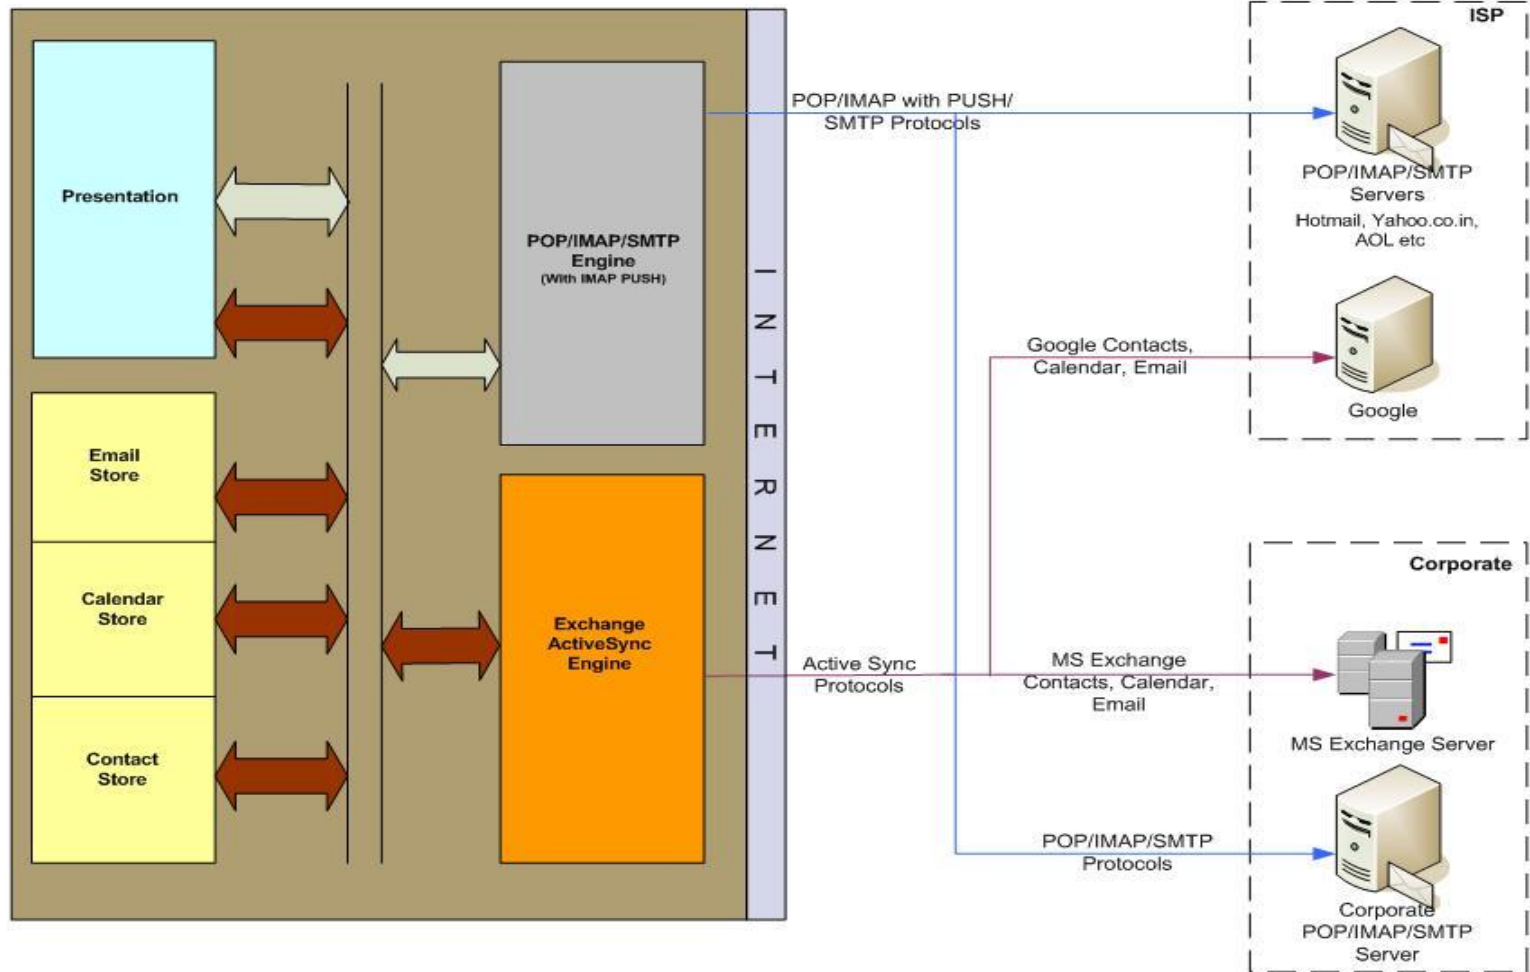 Presentation
Email
Store
Calendar
Store
Contact
Store
POP/IMAP/SMTP
Engine
(With IMAP PUSH)
Exchange
ActiveSync
Engine
INTERNET
POP/IMAP with PUSH/
SMTP Protocols
Google Contacts,
Calendar, Email
Active Sync
Protocols
MS Exchange
Contacts, Calendar,
Email
POP/IMAP/SMTP
Protocols
ISP
POP/IMAP/SMTP
Servers
Hotmail, Yahoo.co.in,
AOL etc
Google
Corporate
MS Exchange Server
Corporate
POP/IMAP/SMTP
Server